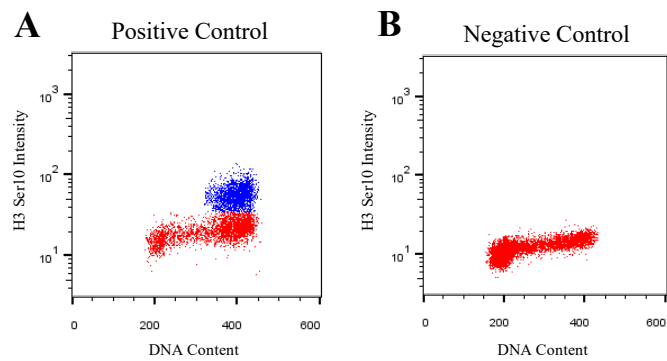 A
Positive Control
H3 Ser10 Intensity
10³
10²
10¹
0 200 400 600
DNA Content
B
Negative Control
H3 Ser10 Intensity
10³
10²
10¹
0 200 400 600
DNA Content